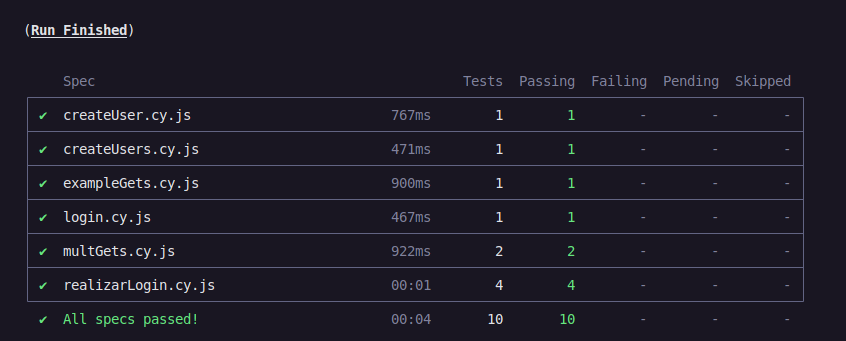 (Run Finished)
Spec Tests Passing Failing Pending Skipped
✔ createUser.cy.js 767ms 1 1 - - -
✔ createUsers.cy.js 471ms 1 1 - - -
✔ exampleGets.cy.js 900ms 1 1 - - -
✔ login.cy.js 467ms 1 1 - - -
✔ multGets.cy.js 922ms 2 2 - - -
✔ realizarLogin.cy.js 00:01 4 4 - - -
✔ All specs passed! 00:04 10 10 - - -